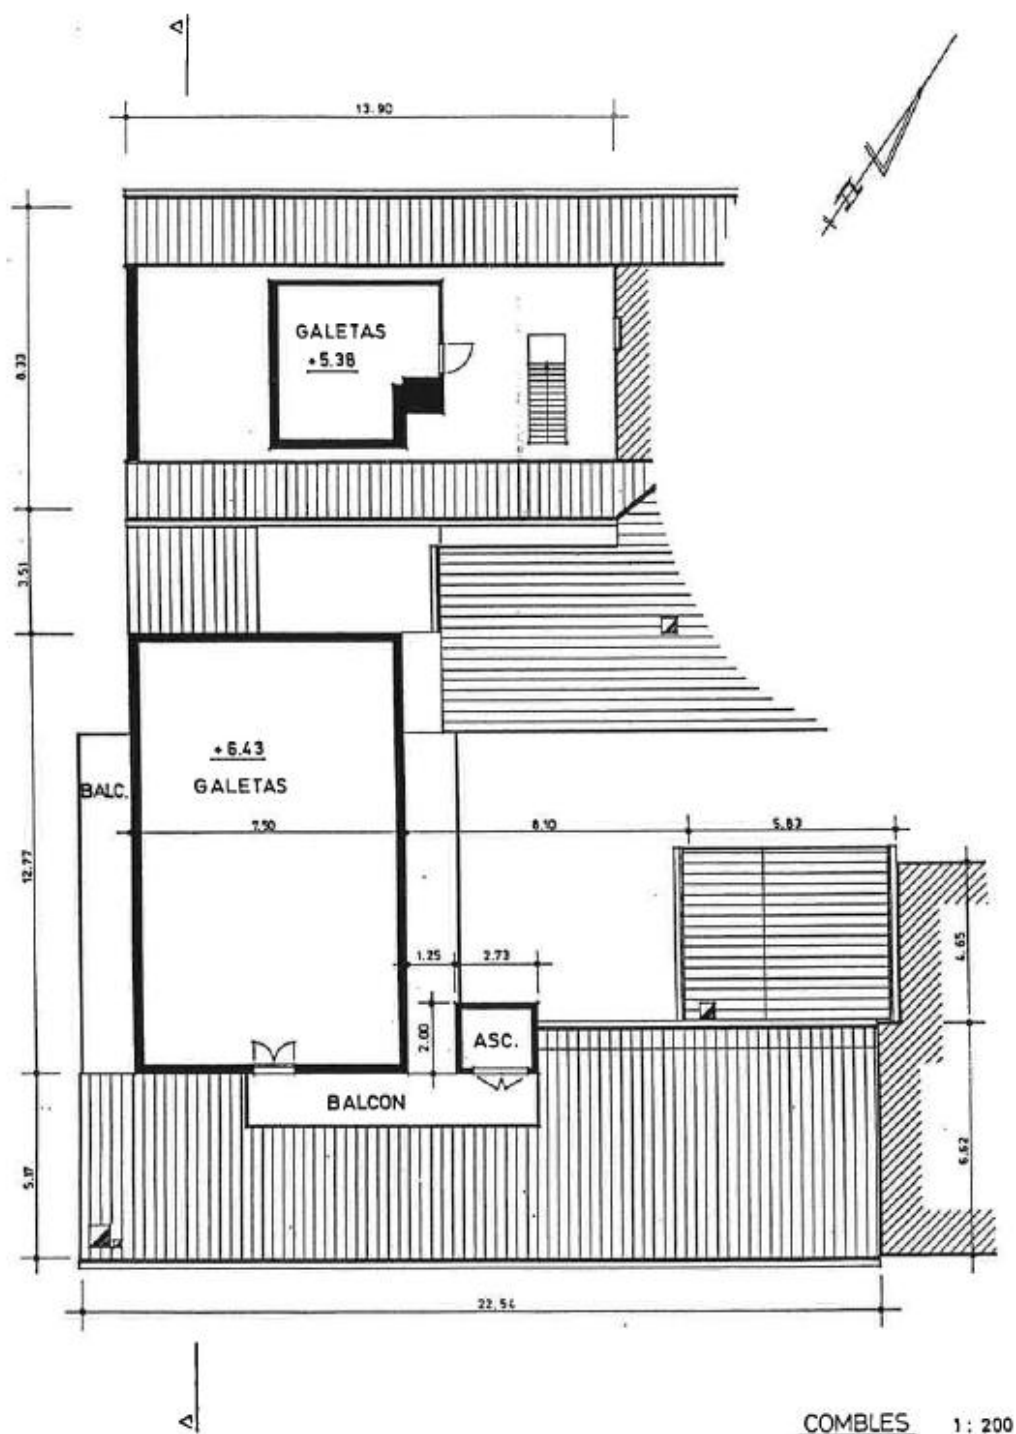 A
13.90
N
GALETAS
+5.38
8.33
3.51
+6.43
GALETAS
BALC.
7.50
8.10
5.83
12.77
1.25
2.73
4.65
2.00
ASC.
BALCON
5.17
6.62
22.54
A
COMBLES 1:200